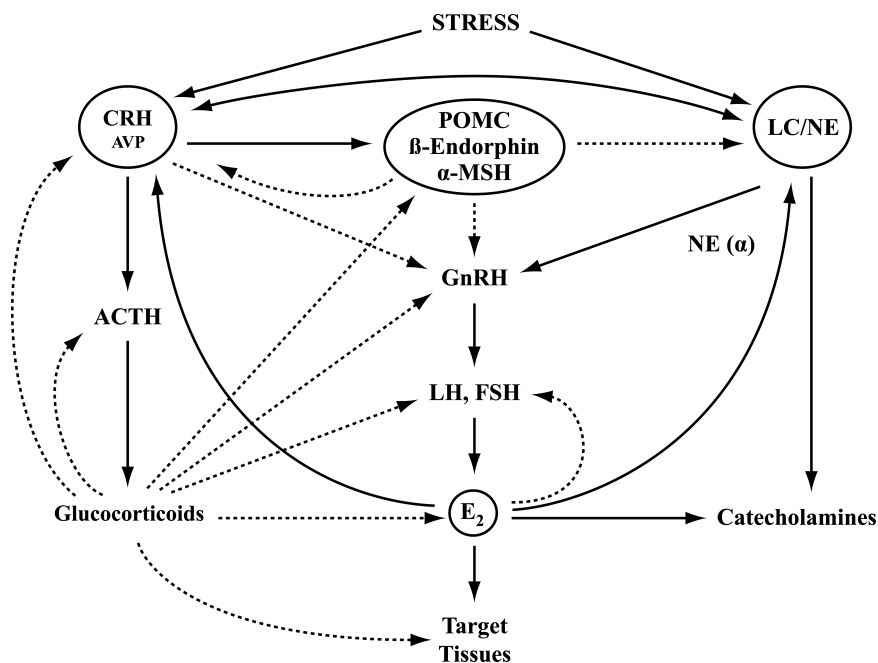 STRESS
CRH
AVP
POMC
ß-Endorphin
α-MSH
LC/NE
NE (α)
GnRH
ACTH
LH, FSH
Glucocorticoids
E₂
Catecholamines
Target
Tissues